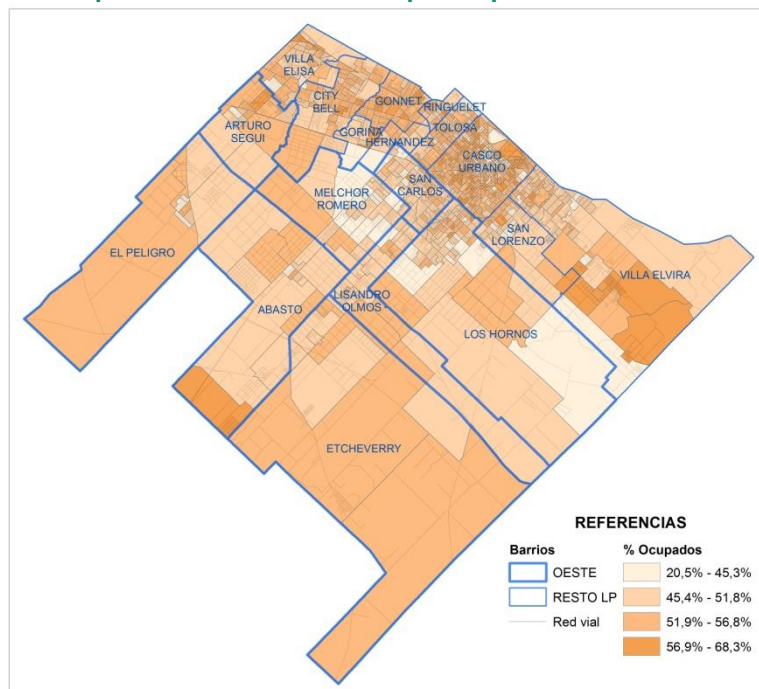 VILLA
ELISA
CITY
BELL
GONNET
RINGUELET
TOLOSA
ARTURO
SEGUI
GORINA
HERNANDEZ
CASCO
URBANO
SAN
CARLOS
MELCHOR
ROMERO
EL PELIGRO
SAN
LORENZO
VILLA ELVIRA
ABASTO
LISANDRO
OLMOS
LOS HORNOS
ETCHEVERRY
REFERENCIAS
Barrios
% Ocupados
OESTE
20,5% - 45,3%
RESTO LP
45,4% - 51,8%
Red vial
51,9% - 56,8%
56,9% - 68,3%